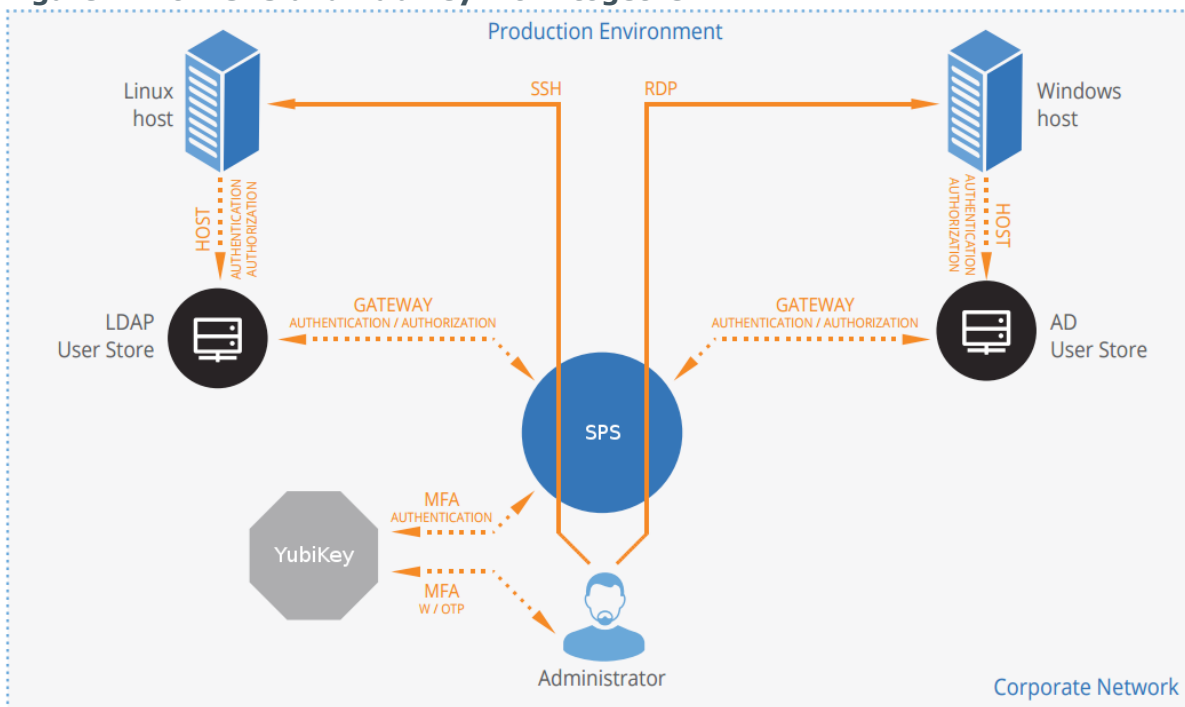 Production Environment
Linux
host
SSH
RDP
Windows
host
HOST
AUTHENTICATION
AUTHORIZATION
HOST
AUTHENTICATION
AUTHORIZATION
LDAP
User Store
GATEWAY
AUTHENTICATION / AUTHORIZATION
GATEWAY
AUTHENTICATION / AUTHORIZATION
AD
User Store
SPS
MFA
AUTHENTICATION
YubiKey
MFA
W / OTP
Administrator
Corporate Network